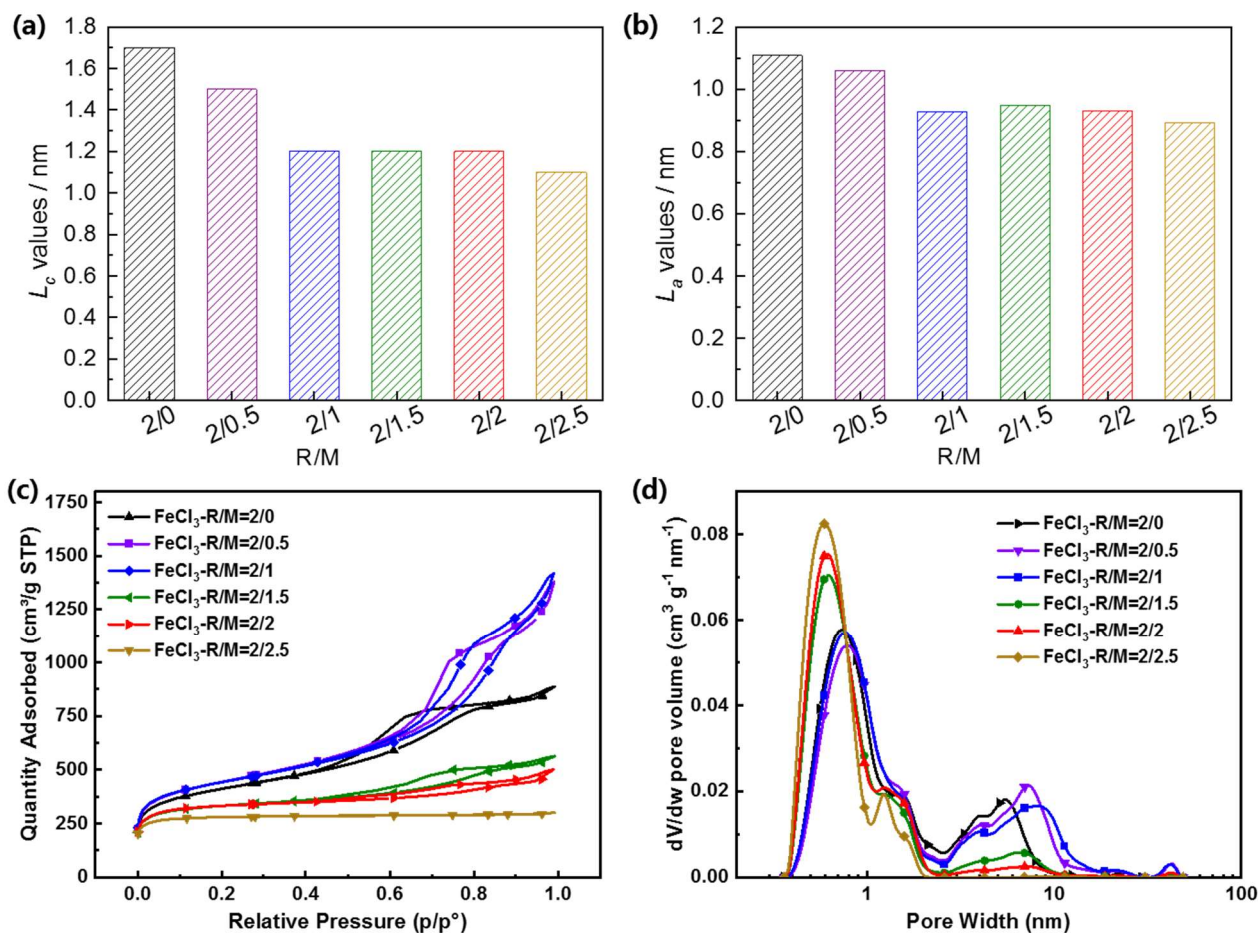 (a)
1.8
1.6
1.4
1.2
1.0
0.8
0.6
0.4
0.2
0.0
Lc values / nm
2/0
2/0.5
2/1
2/1.5
2/2
2/2.5
R/M
(b)
1.2
1.0
0.8
0.6
0.4
0.2
0.0
La values / nm
2/0
2/0.5
2/1
2/1.5
2/2
2/2.5
R/M
(c)
1750
1500
1250
1000
750
500
250
0
Quantity Adsorbed (cm³/g STP)
FeCl3-R/M=2/0
FeCl3-R/M=2/0.5
FeCl3-R/M=2/1
FeCl3-R/M=2/1.5
FeCl3-R/M=2/2
FeCl3-R/M=2/2.5
0.0
0.2
0.4
0.6
0.8
1.0
Relative Pressure (p/p°)
(d)
0.08
0.06
0.04
0.02
0.00
dV/dw pore volume (cm³ g⁻¹ nm⁻¹)
FeCl3-R/M=2/0
FeCl3-R/M=2/0.5
FeCl3-R/M=2/1
FeCl3-R/M=2/1.5
FeCl3-R/M=2/2
FeCl3-R/M=2/2.5
1
10
100
Pore Width (nm)